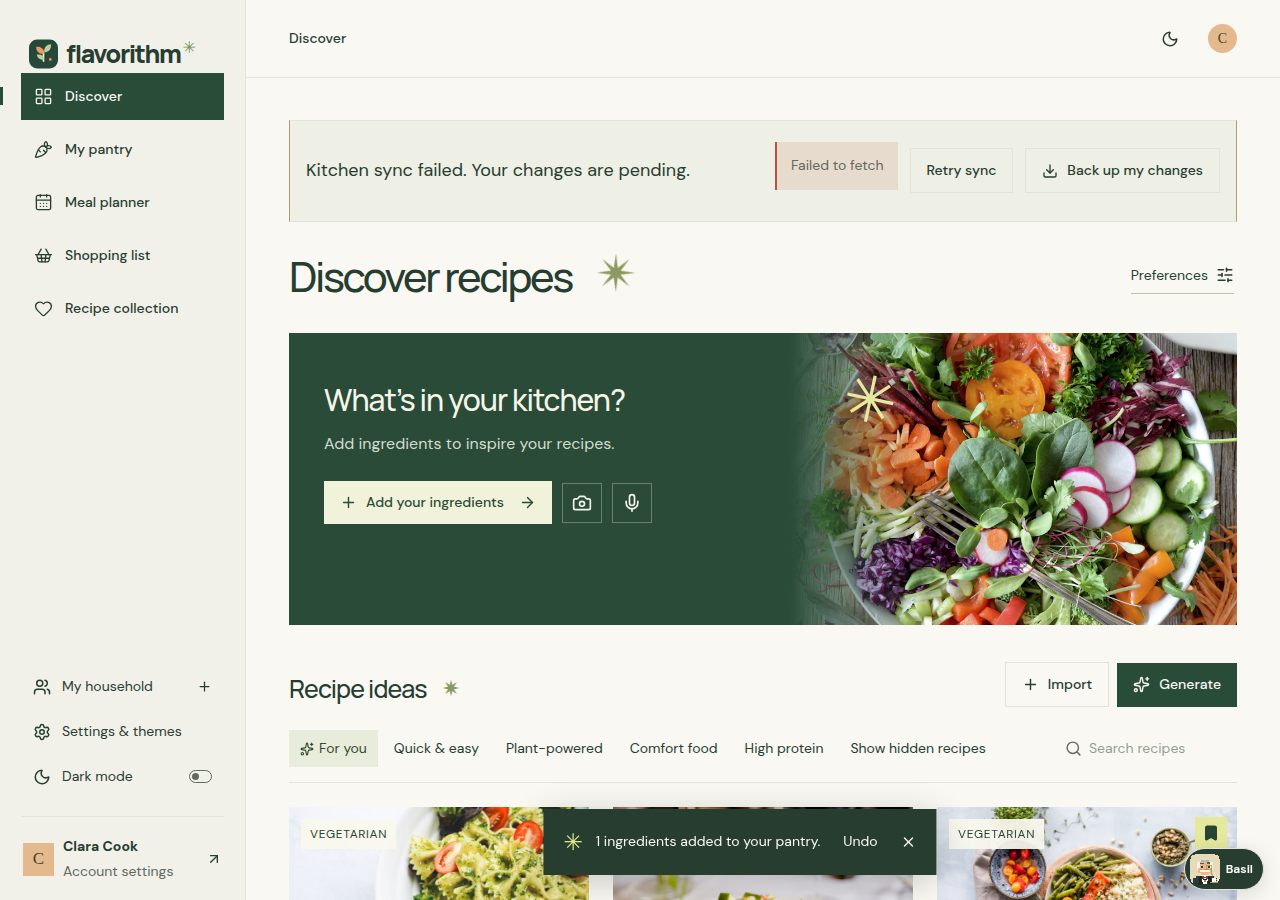 flavorithm
Discover
My pantry
Meal planner
Shopping list
Recipe collection
My household
Settings & themes
Dark mode
C
Clara Cook
Account settings
Discover
C
Kitchen sync failed. Your changes are pending.
Failed to fetch
Retry sync
Back up my changes
Discover recipes
Preferences
What's in your kitchen?
Add ingredients to inspire your recipes.
Add your ingredients
Recipe ideas
Import
Generate
For you
Quick & easy
Plant-powered
Comfort food
High protein
Show hidden recipes
Search recipes
VEGETARIAN
VEGETARIAN
1 ingredients added to your pantry.
Undo
Basil